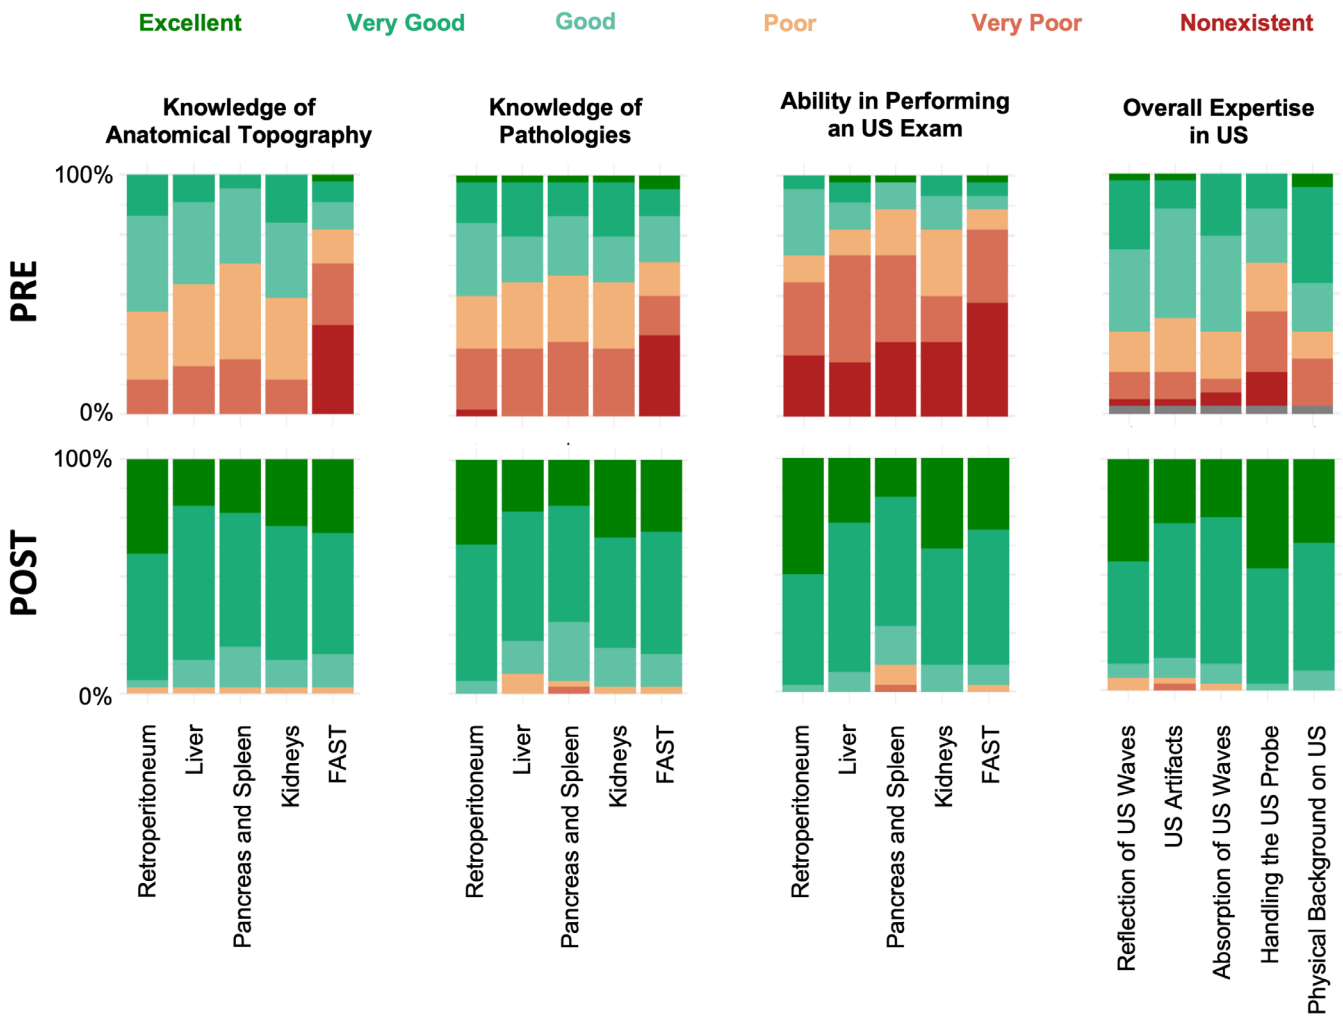 Excellent Very Good Good Poor Very Poor Nonexistent
Knowledge of
Anatomical Topography
Knowledge of
Pathologies
Ability in Performing
an US Exam
Overall Expertise
in US
PRE
100%
0%
POST
100%
0%
Retroperitoneum
Liver
Pancreas and Spleen
Kidneys
FAST
Retroperitoneum
Liver
Pancreas and Spleen
Kidneys
FAST
Retroperitoneum
Liver
Pancreas and Spleen
Kidneys
FAST
Reflection of US Waves
US Artifacts
Absorption of US Waves
Handling the US Probe
Physical Background on US